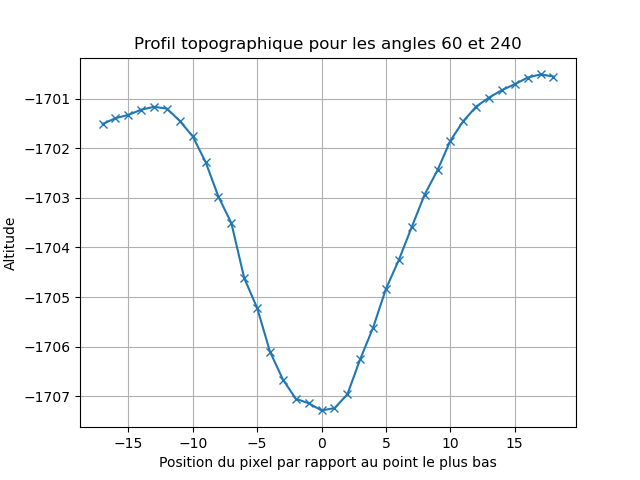 Profil topographique pour les angles 60 et 240
Altitude
−1701
−1702
−1703
−1704
−1705
−1706
−1707
−15 −10 −5 0 5 10 15
Position du pixel par rapport au point le plus bas